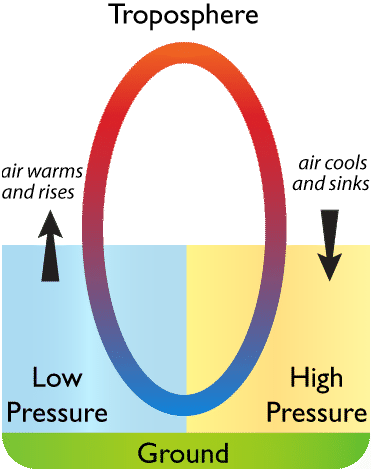 Troposphere
air warms
and rises
air cools
and sinks
Low
Pressure
High
Pressure
Ground